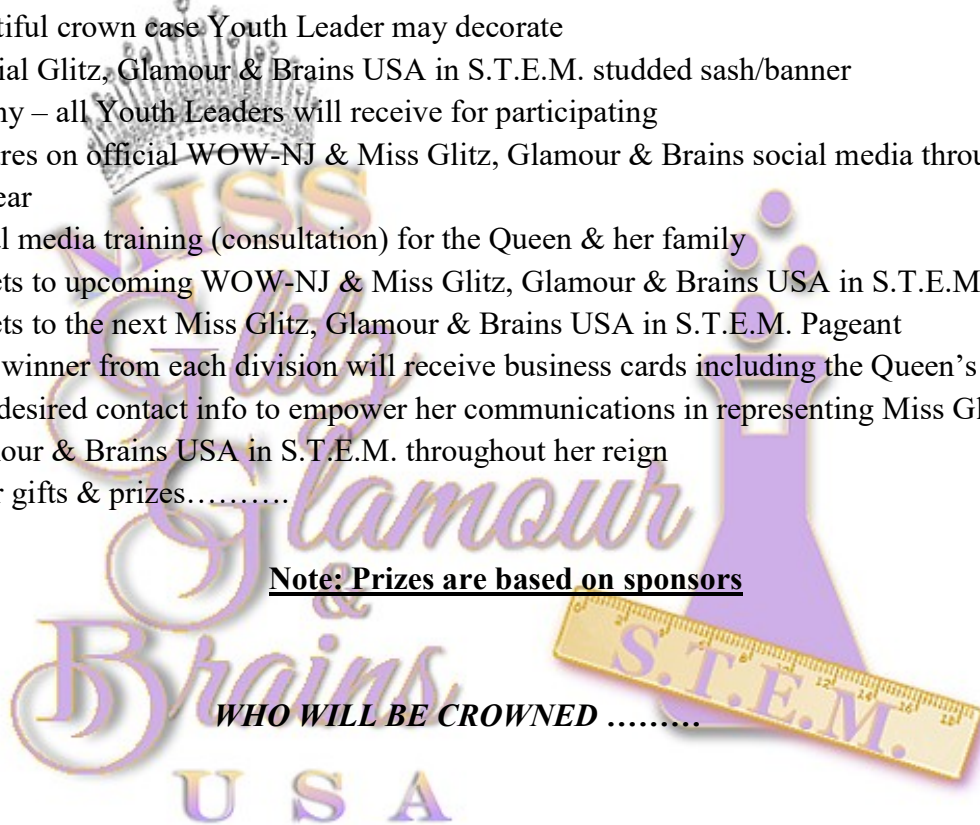 tiful crown case Youth Leader may decorate
ial Glitz, Glamour & Brains USA in S.T.E.M. studded sash/banner
ny – all Youth Leaders will receive for participating
res on official WOW-NJ & Miss Glitz, Glamour & Brains social media throu
ear
l media training (consultation) for the Queen & her family
ets to upcoming WOW-NJ & Miss Glitz, Glamour & Brains USA in S.T.E.M
ets to the next Miss Glitz, Glamour & Brains USA in S.T.E.M. Pageant
winner from each division will receive business cards including the Queen’s
desired contact info to empower her communications in representing Miss Gl
our & Brains USA in S.T.E.M. throughout her reign
r gifts & prizes……….
Note: Prizes are based on sponsors
WHO WILL BE CROWNED ………
MISS
Glitz
Glamour
&
Brains
USA
S.T.E.M.